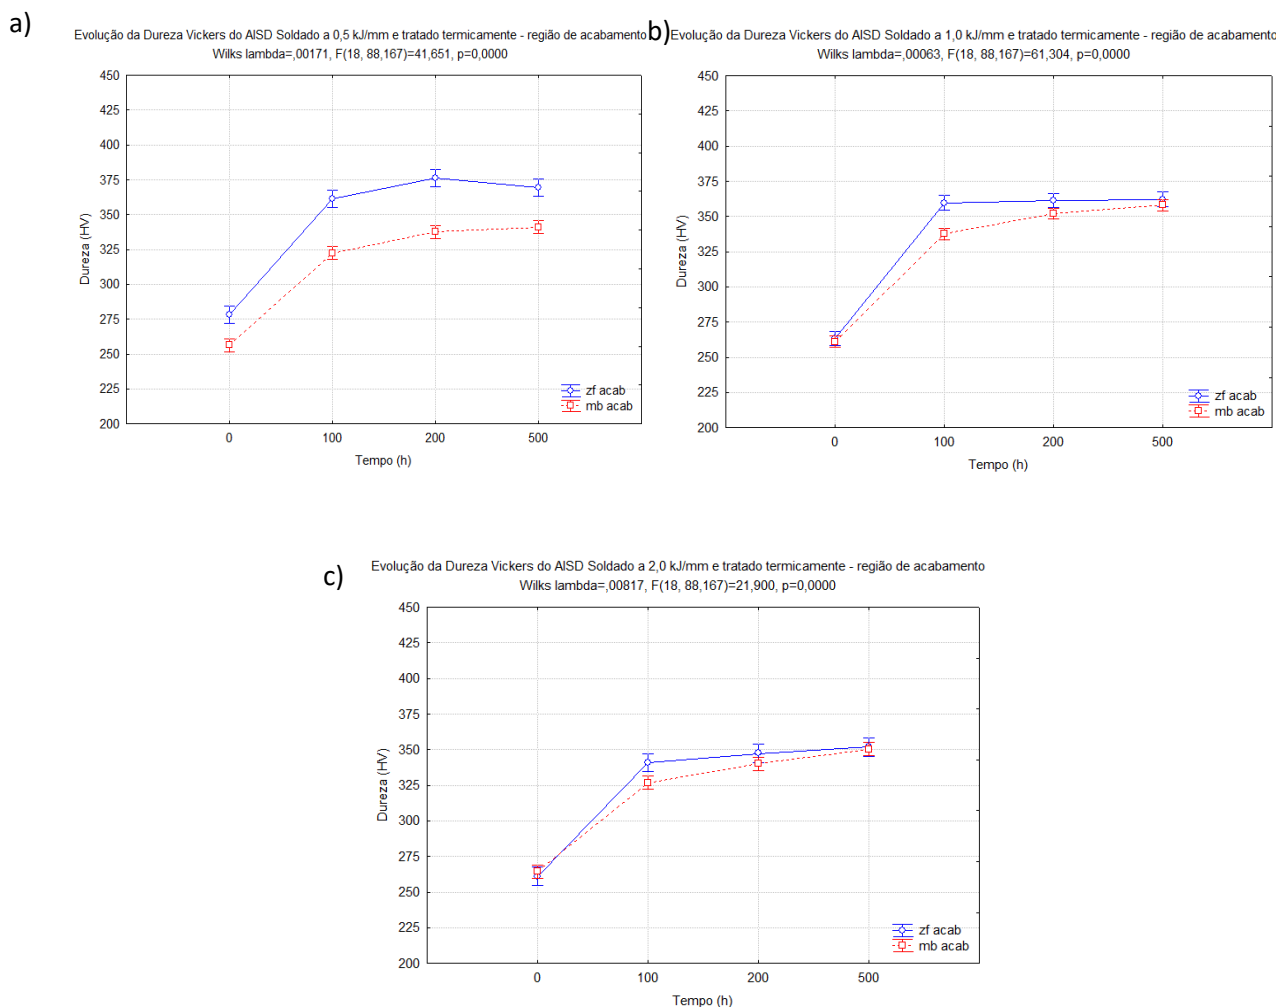 a)
Evolução da Dureza Vickers do AISD Soldado a 0,5 kJ/mm e tratado termicamente - região de acabamento
Wilks lambda=,00171, F(18, 88,167)=41,651, p=0,0000
450
425
400
375
350
325
300
275
250
225
200
Dureza (HV)
0 100 200 500
Tempo (h)
zf acab
mb acab
b)
Evolução da Dureza Vickers do AISD Soldado a 1,0 kJ/mm e tratado termicamente - região de acabamento
Wilks lambda=,00063, F(18, 88,167)=61,304, p=0,0000
450
425
400
375
350
325
300
275
250
225
200
Dureza (HV)
0 100 200 500
Tempo (h)
zf acab
mb acab
c)
Evolução da Dureza Vickers do AISD Soldado a 2,0 kJ/mm e tratado termicamente - região de acabamento
Wilks lambda=,00817, F(18, 88,167)=21,900, p=0,0000
450
425
400
375
350
325
300
275
250
225
200
Dureza (HV)
0 100 200 500
Tempo (h)
zf acab
mb acab